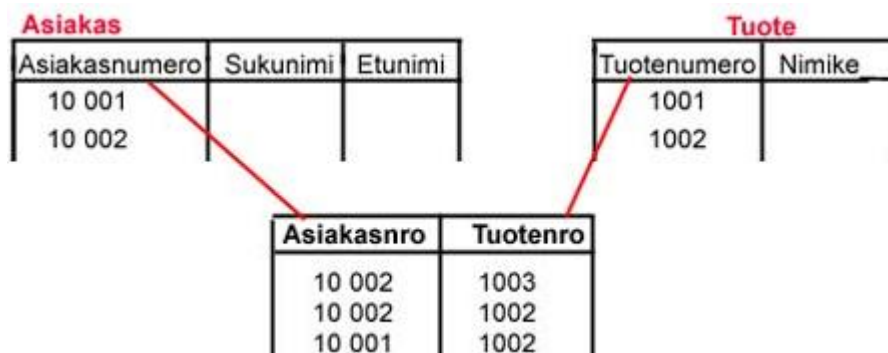 Asiakas Tuote
Asiakasnumero Sukunimi Etunimi Tuotenumero Nimike
10 001 1001
10 002 1002
Asiakasnro Tuotenro
10 002 1003
10 002 1002
10 001 1002